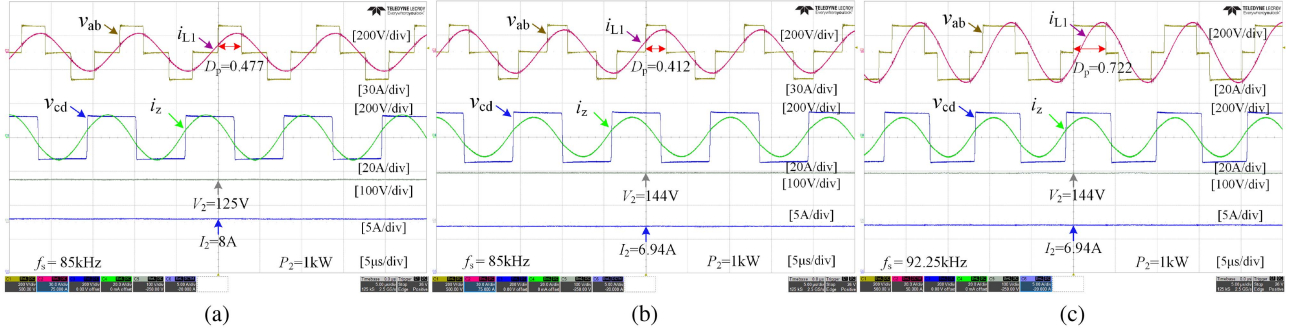 TELEDYNE LECROY
Everywhereyoulook™
v_ab
i_L1
[200V/div]
D_p=0.477
[30A/div]
v_cd
i_z
[200V/div]
[20A/div]
[100V/div]
V_2=125V
[5A/div]
I_2=8A
f_s = 85kHz
P_2=1kW
[5μs/div]
(a)
TELEDYNE LECROY
Everywhereyoulook™
v_ab
i_L1
[200V/div]
D_p=0.412
[30A/div]
v_cd
i_z
[200V/div]
[20A/div]
[100V/div]
V_2=144V
[5A/div]
I_2=6.94A
f_s = 85kHz
P_2=1kW
[5μs/div]
(b)
TELEDYNE LECROY
Everywhereyoulook™
v_ab
i_L1
[200V/div]
D_p=0.722
[20A/div]
v_cd
i_z
[200V/div]
[20A/div]
[100V/div]
V_2=144V
[5A/div]
I_2=6.94A
f_s = 92.25kHz
P_2=1kW
[5μs/div]
(c)